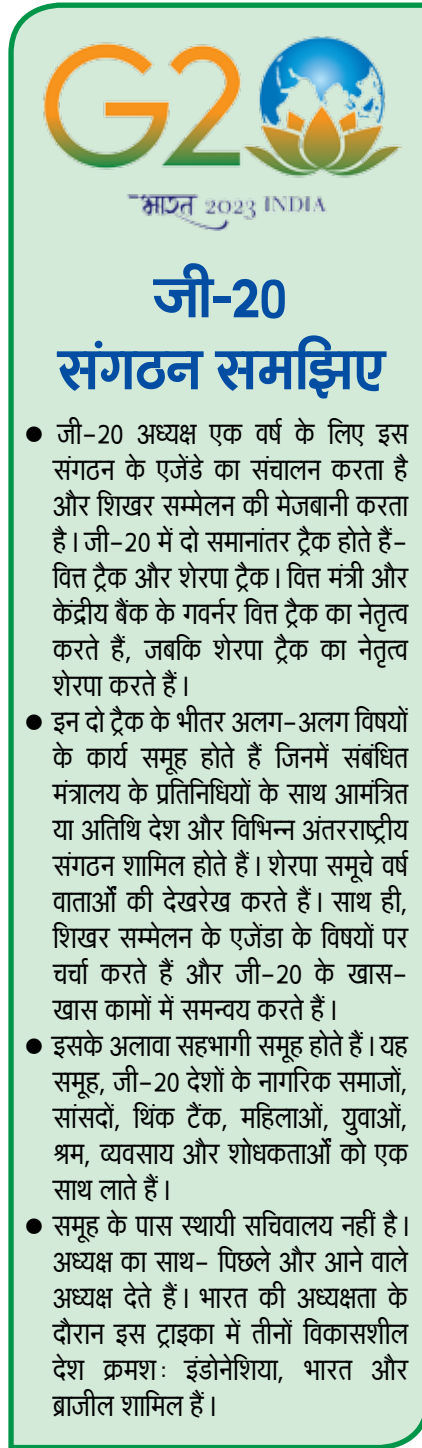 G20
भारत 2023 INDIA
जी-20
संगठन समझिए
● जी-20 अध्यक्ष एक वर्ष के लिए इस
संगठन के एजेंडे का संचालन करता है
और शिखर सम्मेलन की मेजबानी करता
है। जी-20 में दो समानांतर ट्रैक होते हैं-
वित्त ट्रैक और शेरपा ट्रैक। वित्त मंत्री और
केंद्रीय बैंक के गवर्नर वित्त ट्रैक का नेतृत्व
करते हैं, जबकि शेरपा ट्रैक का नेतृत्व
शेरपा करते हैं।
● इन दो ट्रैक के भीतर अलग-अलग विषयों
के कार्य समूह होते हैं जिनमें संबंधित
मंत्रालय के प्रतिनिधियों के साथ आमंत्रित
या अतिथि देश और विभिन्न अंतरराष्ट्रीय
संगठन शामिल होते हैं। शेरपा समूचे वर्ष
वाताओं की देखरेख करते हैं। साथ ही,
शिखर सम्मेलन के एजेंडा के विषयों पर
चर्चा करते हैं और जी-20 के खास-
खास कामों में समन्वय करते हैं।
● इसके अलावा सहभागी समूह होते हैं। यह
समूह, जी-20 देशों के नागरिक समाजों,
सांसदों, थिंक टैंक, महिलाओं, युवाओं,
श्रम, व्यवसाय और शोधकताओं को एक
साथ लाते हैं।
● समूह के पास स्थायी सचिवालय नहीं है।
अध्यक्ष का साथ- पिछले और आने वाले
अध्यक्ष देते हैं। भारत की अध्यक्षता के
दौरान इस ट्राइका में तीनों विकासशील
देश क्रमशः इंडोनेशिया, भारत और
ब्राजील शामिल हैं।